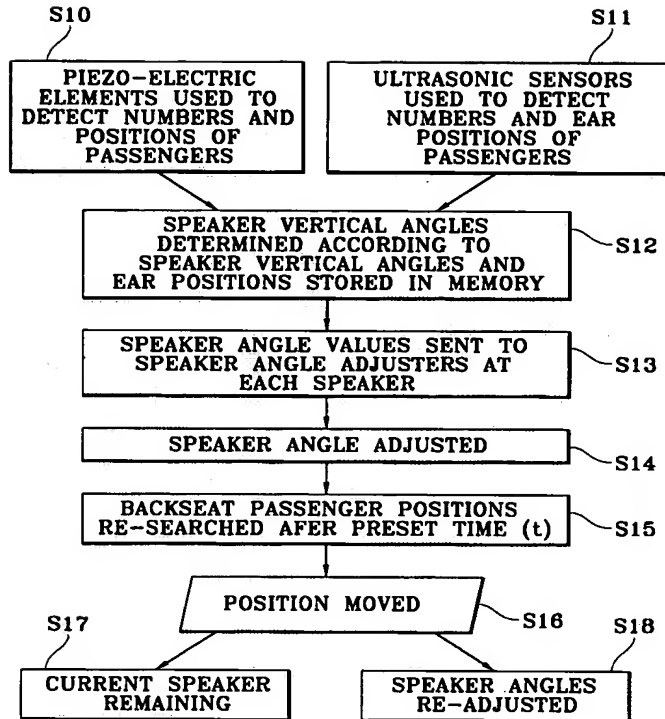 S10
S11
PIEZO-ELECTRIC
ELEMENTS USED TO
DETECT NUMBERS AND
POSITIONS OF
PASSENGERS
ULTRASONIC SENSORS
USED TO DETECT
NUMBERS AND EAR
POSITIONS OF
PASSENGERS
SPEAKER VERTICAL ANGLES
DETERMINED ACCORDING TO
SPEAKER VERTICAL ANGLES AND
EAR POSITIONS STORED IN MEMORY
S12
SPEAKER ANGLE VALUES SENT TO
SPEAKER ANGLE ADJUSTERS AT
EACH SPEAKER
S13
SPEAKER ANGLE ADJUSTED
S14
BACKSEAT PASSENGER POSITIONS
RE-SEARCHED AFER PRESET TIME (t)
S15
POSITION MOVED
S16
S17
S18
CURRENT SPEAKER
REMAINING
SPEAKER ANGLES
RE-ADJUSTED